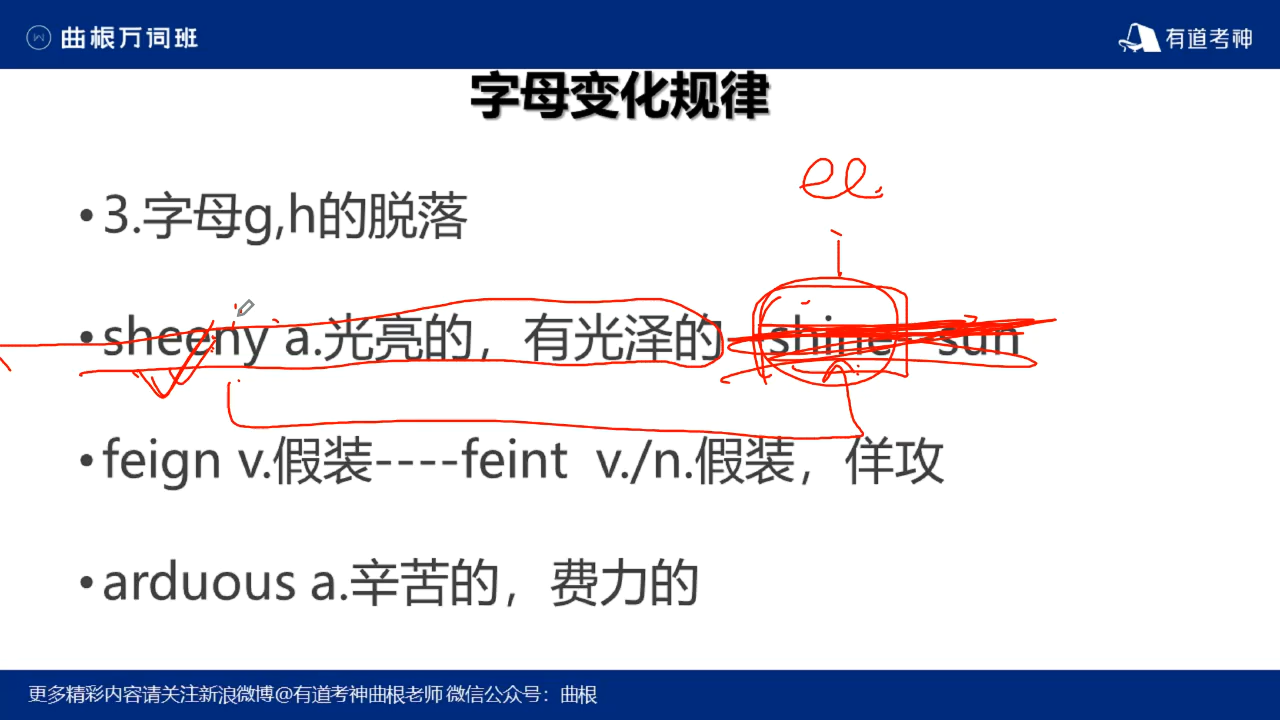 曲根万词班
有道考神
字母变化规律
ee
i
•3.字母g,h的脱落
•sheeny a.光亮的，有光泽的--shine--sun
•feign v.假装----feint v./n.假装，佯攻
•arduous a.辛苦的，费力的
更多精彩内容请关注新浪微博@有道考神曲根老师 微信公众号：曲根